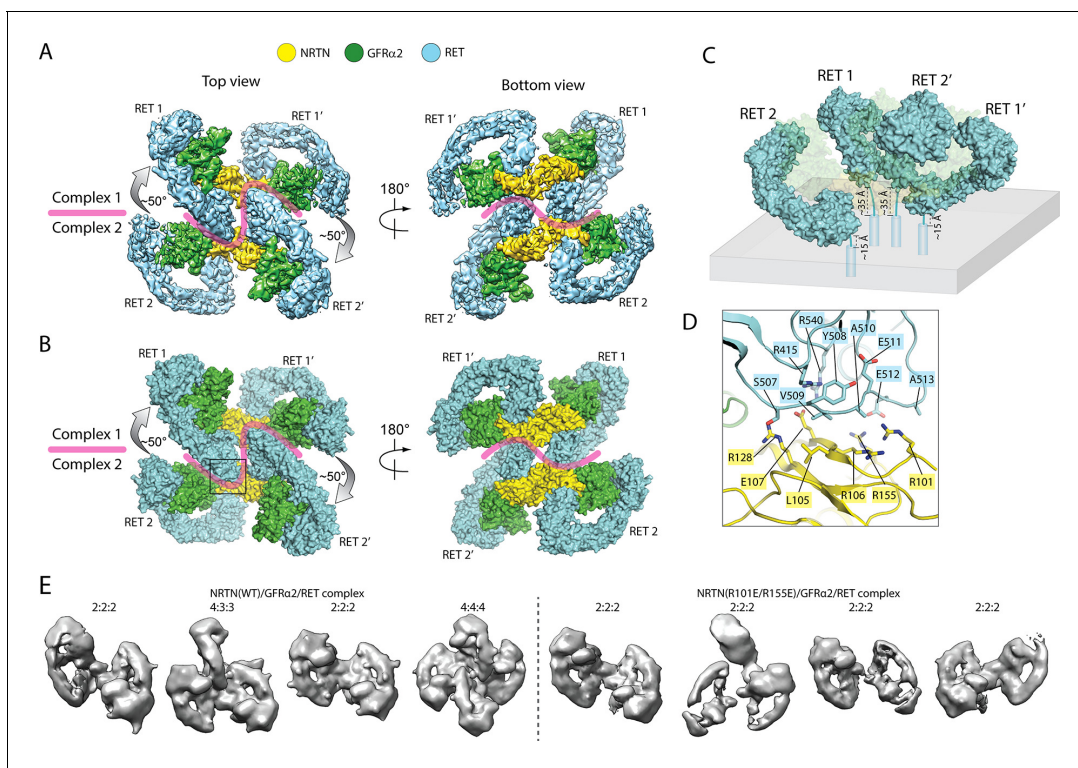 A
NRTN
GFRα2
RET
Top view
Bottom view
RET 1
RET 1′
~50°
Complex 1
Complex 2
~50°
RET 2
RET 2′
180°
RET 1′
RET 1
RET 2′
RET 2
B
RET 1
RET 1′
~50°
Complex 1
Complex 2
~50°
RET 2
RET 2′
180°
RET 1′
RET 1
RET 2′
RET 2
C
RET 2
RET 1
RET 2′
RET 1′
~35 Å
~35 Å
~15 Å
~15 Å
D
R540
Y508
A510
E511
R415
E512
A513
S507
V509
R128
E107
L105
R106
R155
R101
E
NRTN(WT)/GFRα2/RET complex
2:2:2
4:3:3
2:2:2
4:4:4
NRTN(R101E/R155E)/GFRα2/RET complex
2:2:2
2:2:2
2:2:2
2:2:2